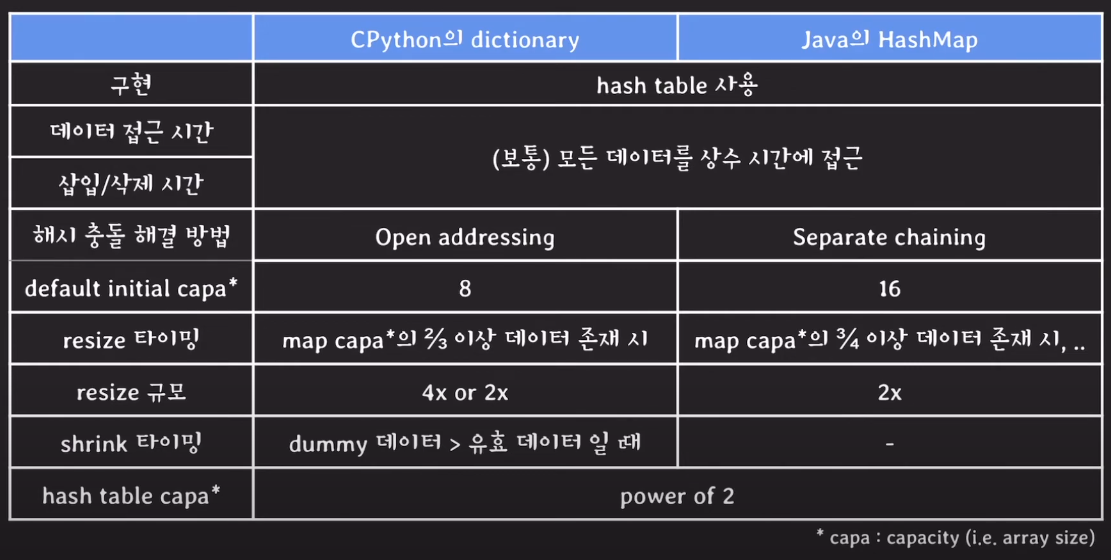 CPython의 dictionary
Java의 HashMap
구현
hash table 사용
데이터 접근 시간
(보통) 모든 데이터를 상수 시간에 접근
삽입/삭제 시간
해시 충돌 해결 방법
Open addressing
Separate chaining
default initial capa*
8
16
resize 타이밍
map capa*의 ⅔ 이상 데이터 존재 시
map capa*의 ¾ 이상 데이터 존재 시, ..
resize 규모
4x or 2x
2x
shrink 타이밍
dummy 데이터 > 유효 데이터 일 때
-
hash table capa*
power of 2
* capa : capacity (i.e. array size)